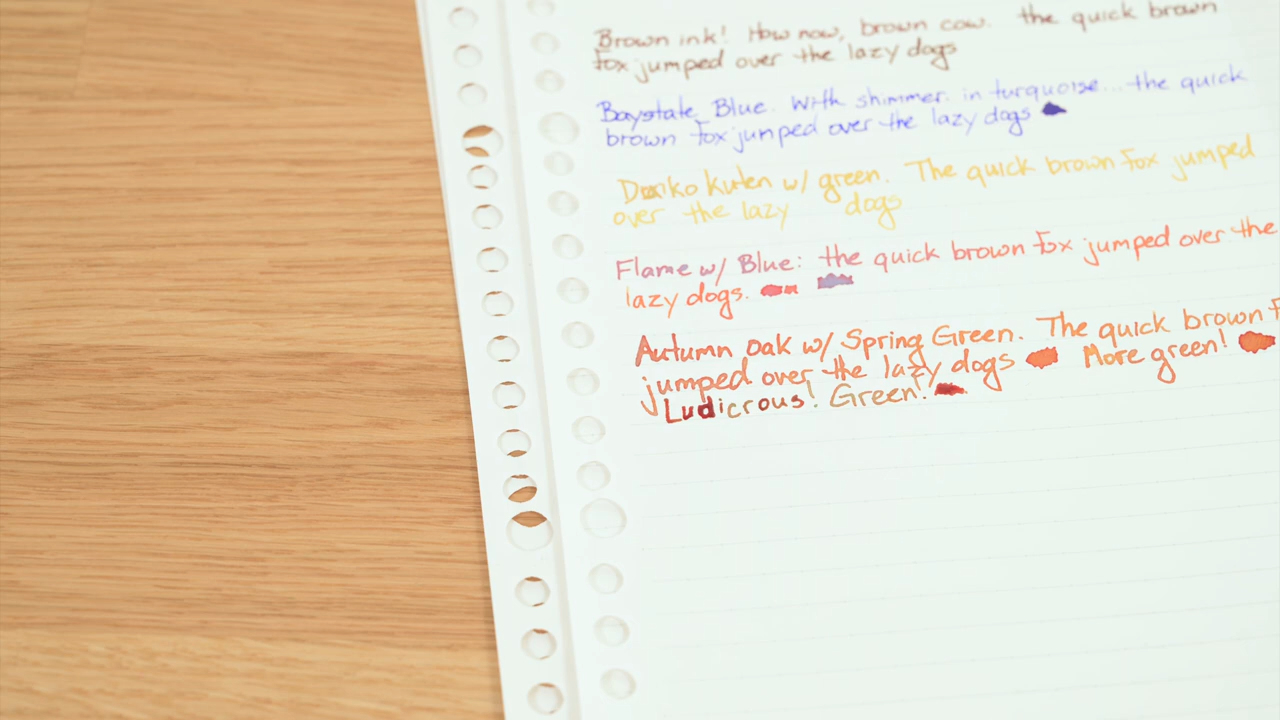 Brown ink! How now, brown cow. the quick brown
fox jumped over the lazy dogs
Baystate Blue. With shimmer. in turquoise... the quick
brown fox jumped over the lazy dogs
w/ green. The quick brown fox jumped
over the lazy dogs
Flame w/ Blue: the quick brown fox jumped over the
lazy dogs.
Autumn Oak w/ Spring Green. The quick brown f
jumped over the lazy dogs More green!
Ludicrous! Green!